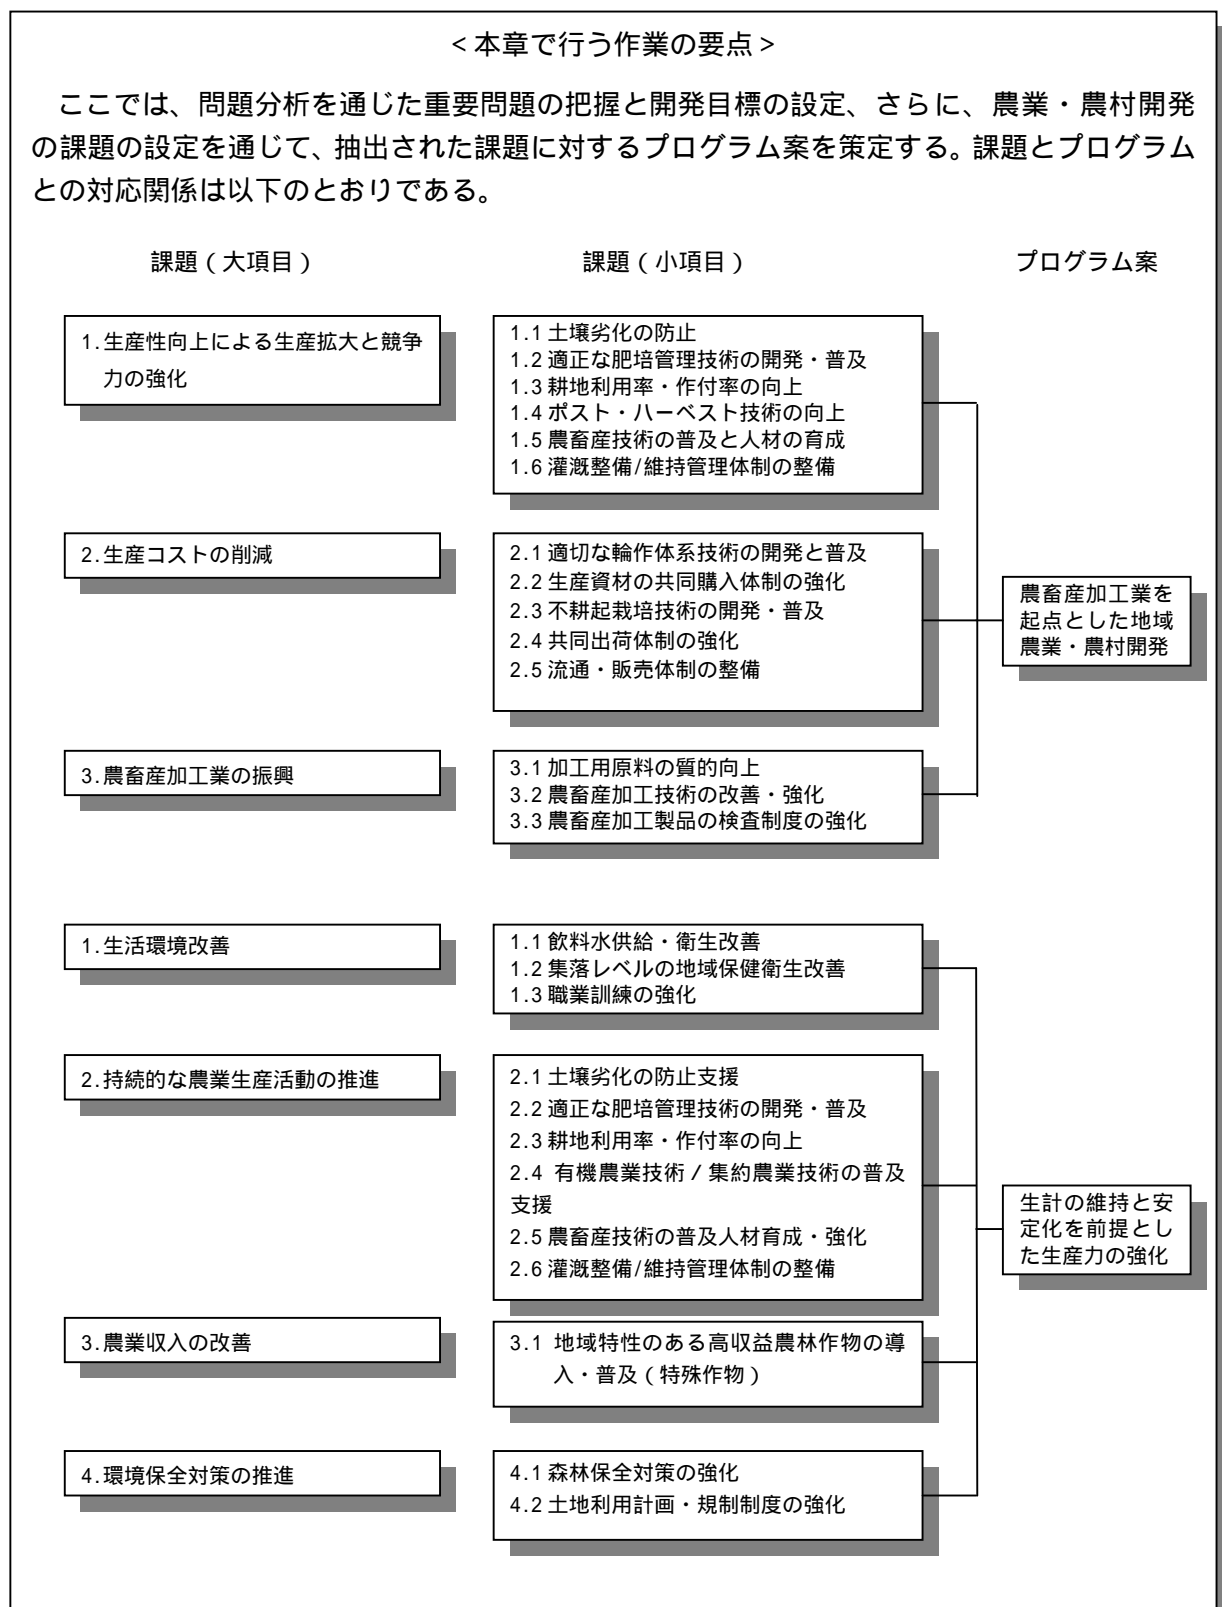 <本章で行う作業の要点>
ここでは、問題分析を通じた重要問題の把握と開発目標の設定、さらに、農業・農村開発
の課題の設定を通じて、抽出された課題に対するプログラム案を策定する。課題とプログラム
との対応関係は以下のとおりである。
課題(大項目)
課題(小項目)
プログラム案
1.生産性向上による生産拡大と競争
力の強化
1.1 土壌劣化の防止
1.2 適正な肥培管理技術の開発・普及
1.3 耕地利用率・作付率の向上
1.4 ポスト・ハーベスト技術の向上
1.5 農畜産技術の普及と人材の育成
1.6 灌漑整備/維持管理体制の整備
2.生産コストの削減
2.1 適切な輪作体系技術の開発と普及
2.2 生産資材の共同購入体制の強化
2.3 不耕起栽培技術の開発・普及
2.4 共同出荷体制の強化
2.5 流通・販売体制の整備
農畜産加工業を
起点とした地域
農業・農村開発
3.農畜産加工業の振興
3.1 加工用原料の質的向上
3.2 農畜産加工技術の改善・強化
3.3 農畜産加工製品の検査制度の強化
1.生活環境改善
1.1 飲料水供給・衛生改善
1.2 集落レベルの地域保健衛生改善
1.3 職業訓練の強化
2.持続的な農業生産活動の推進
2.1 土壌劣化の防止支援
2.2 適正な肥培管理技術の開発・普及
2.3 耕地利用率・作付率の向上
2.4 有機農業技術/集約農業技術の普及
支援
2.5 農畜産技術の普及人材育成・強化
2.6 灌漑整備/維持管理体制の整備
生計の維持と安
定化を前提とし
た生産力の強化
3.農業収入の改善
3.1 地域特性のある高収益農林作物の導
入・普及(特殊作物)
4.環境保全対策の推進
4.1 森林保全対策の強化
4.2 土地利用計画・規制制度の強化